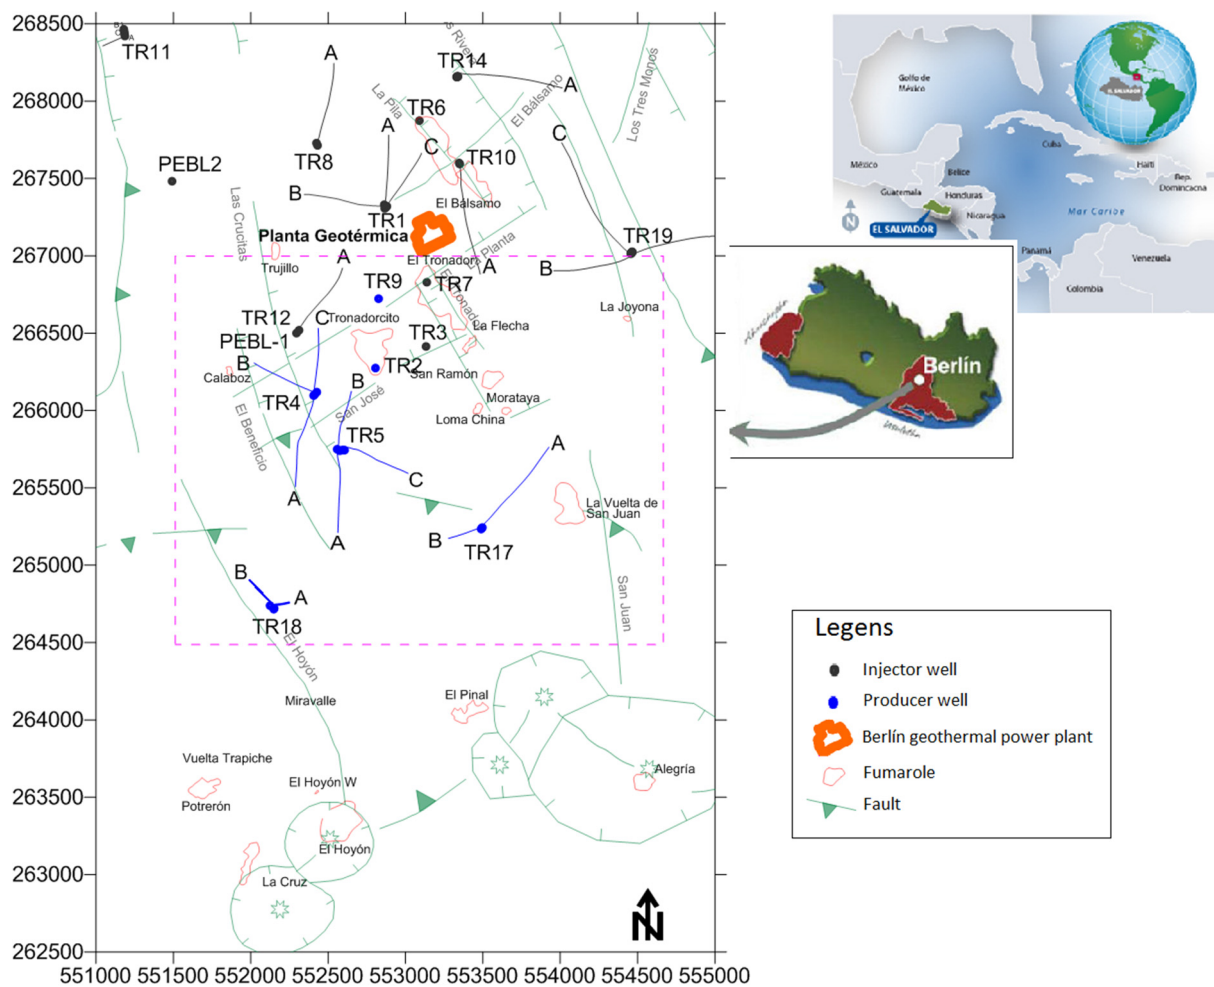 268500
268000
267500
267000
266500
266000
265500
265000
264500
264000
263500
263000
262500
551000 551500 552000 552500 553000 553500 554000 554500 555000
TR11
A
TR8
PEBL2
La Pila
TR6
TR14
A
El Bálsamo
Los Tres Monos
A
C
B
TR1
TR10
El Bálsamo
C
TR19
B
Planta Geotérmica
La Planta
El Tronador
A
Las Crucitas
Trujillo
A
TR9
TR7
Tronadorcito
La Flecha
La Joyona
TR12
C
PEBL-1
TR3
B
Calaboz
TR2
San Ramón
B
TR4
San José
Morataya
Loma China
El Beneficio
TR5
A
C
A
A
La Vuelta de
San Juan
B
TR17
B
A
TR18
San Juan
El Hoyón
Miravalle
El Pinal
Vuelta Trapiche
Potrerón
El Hoyón W
Alegría
El Hoyón
La Cruz
N
Golfo de
México
México
Cuba
Haití
Rep.
Belice
Guatemala
Honduras
Nicaragua
Mar Caribe
EL SALVADOR
EL SALVADOR
N
Panamá
Venezuela
Colombia
Berlín
Legens
Injector well
Producer well
Berlín geothermal power plant
Fumarole
Fault